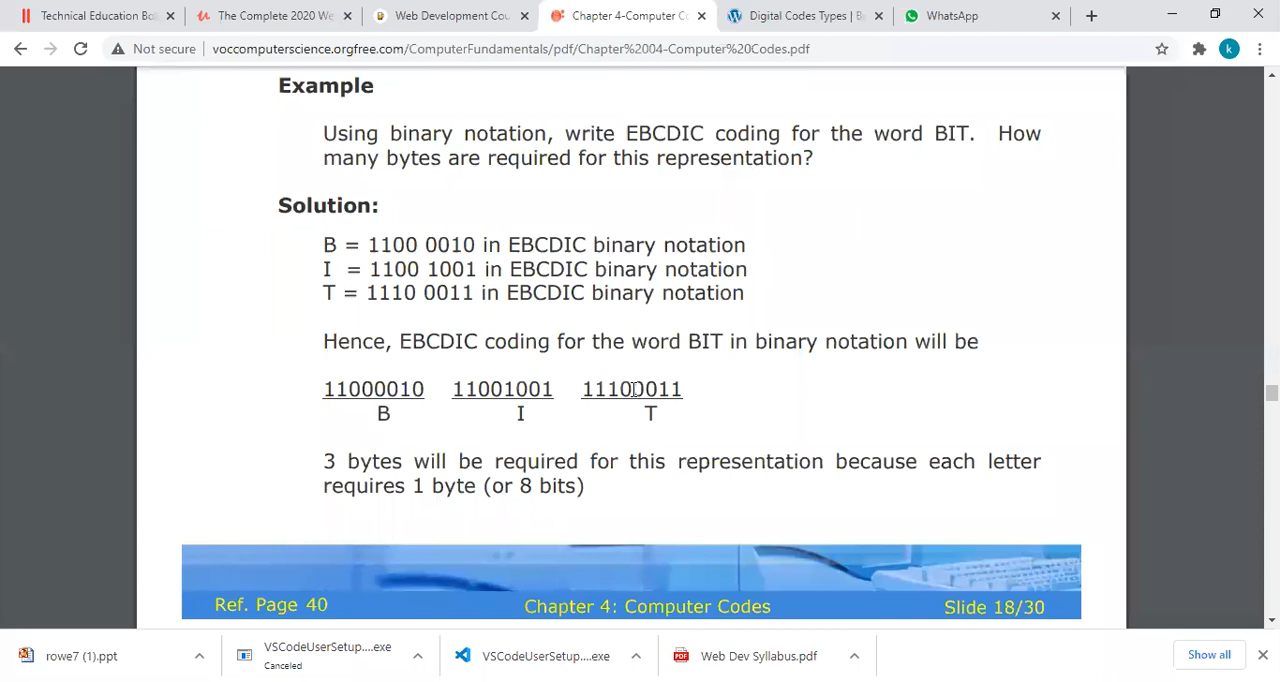 Technical Education Bo
The Complete 2020 We
Web Development Cou
Chapter 4-Computer Co
Digital Codes Types | B
WhatsApp
Not secure
voccomputerscience.orgfree.com/ComputerFundamentals/pdf/Chapter%2004-Computer%20Codes.pdf
k
Example
Using binary notation, write EBCDIC coding for the word BIT. How
many bytes are required for this representation?
Solution:
B = 1100 0010 in EBCDIC binary notation
I = 1100 1001 in EBCDIC binary notation
T = 1110 0011 in EBCDIC binary notation
Hence, EBCDIC coding for the word BIT in binary notation will be
11000010 11001001 11100011
B I T
3 bytes will be required for this representation because each letter
requires 1 byte (or 8 bits)
Ref. Page 40 Chapter 4: Computer Codes Slide 18/30
rowe7 (1).ppt
VSCodeUserSetup....exe
Canceled
VSCodeUserSetup....exe
Web Dev Syllabus.pdf
Show all